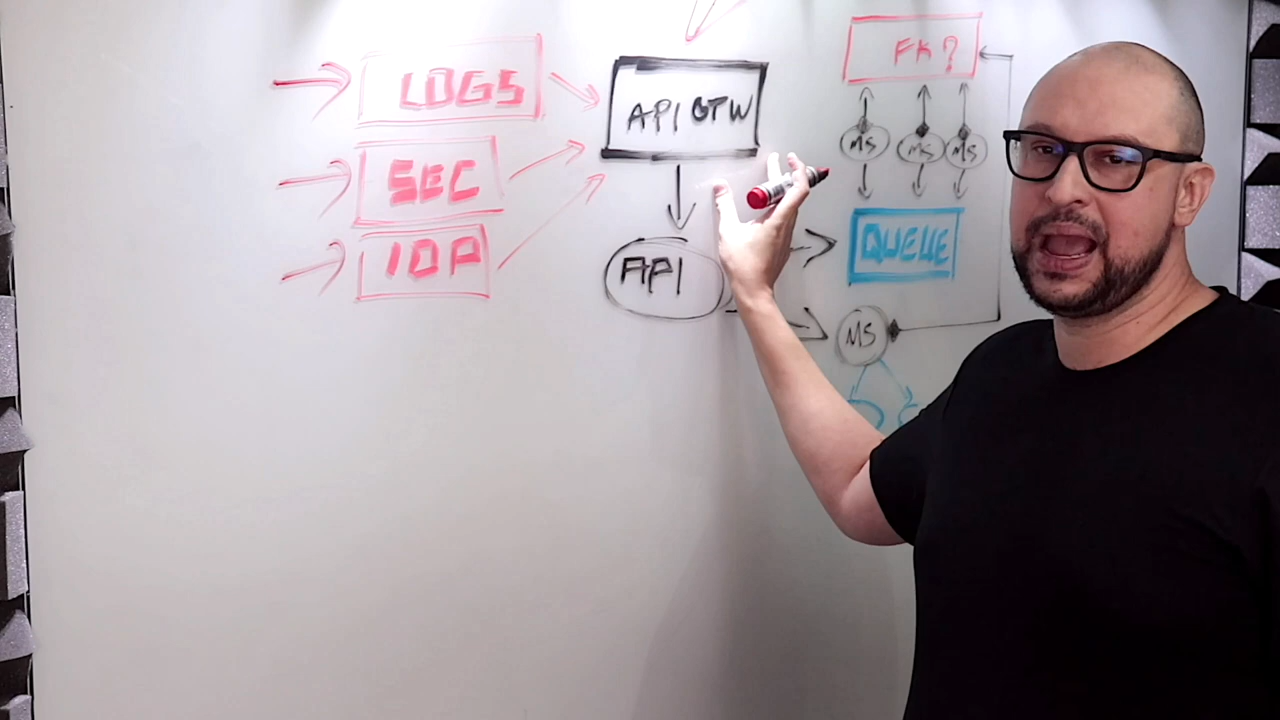 LOGS
SEC
IDP
API GTW
API
FK?
MS
MS
MS
QUEUE
MS